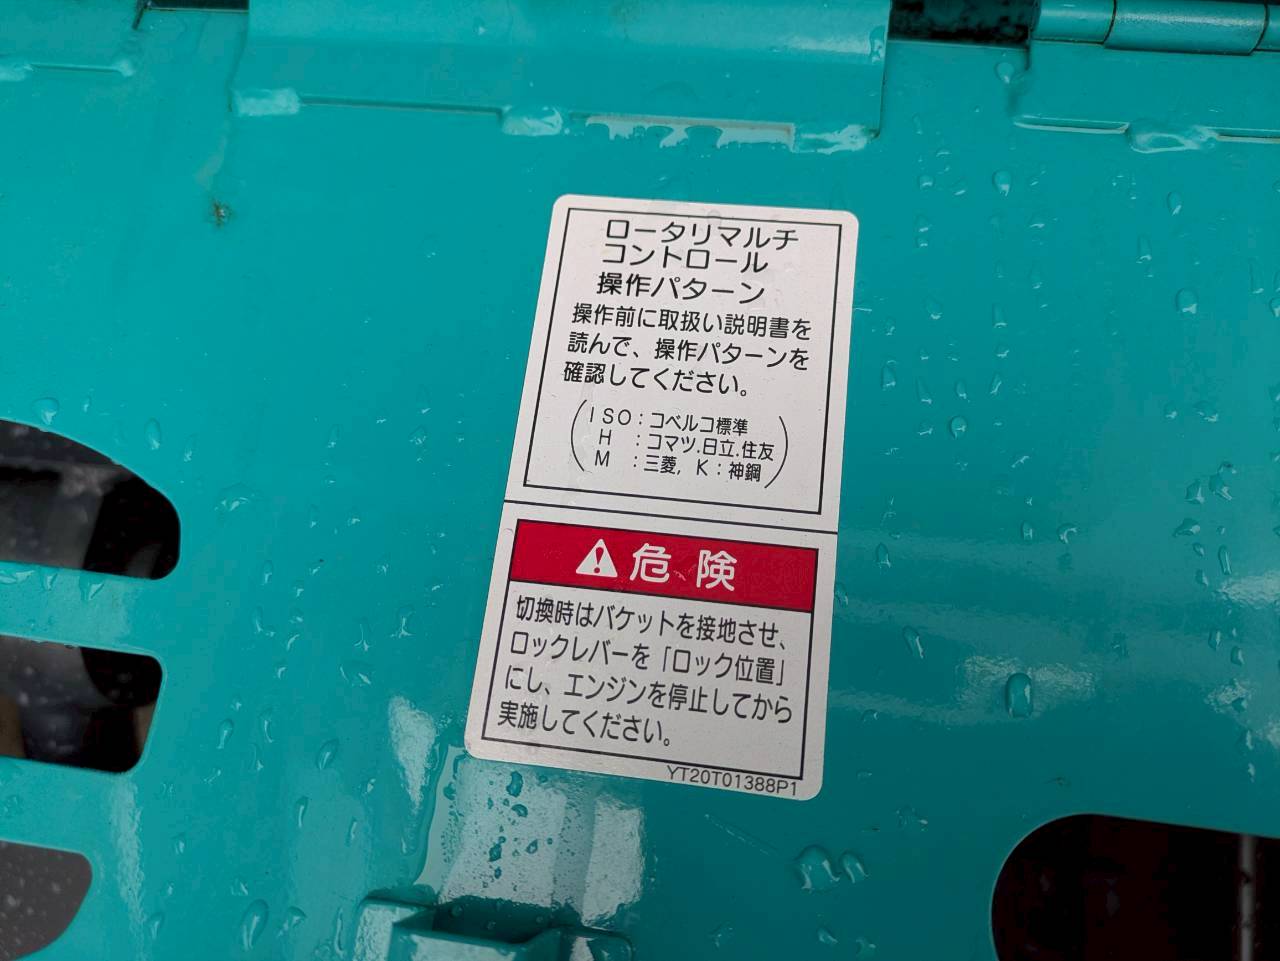 ロータリマルチ
コントロール
操作パターン
操作前に取扱い説明書を
読んで、操作パターンを
確認してください。
ISO:コベルコ標準
H :コマツ.日立.住友
M :三菱, K:神鋼
危険
切換時はバケットを接地させ、
ロックレバーを「ロック位置」
にし、エンジンを停止してから
実施してください。
YT20T01388P1